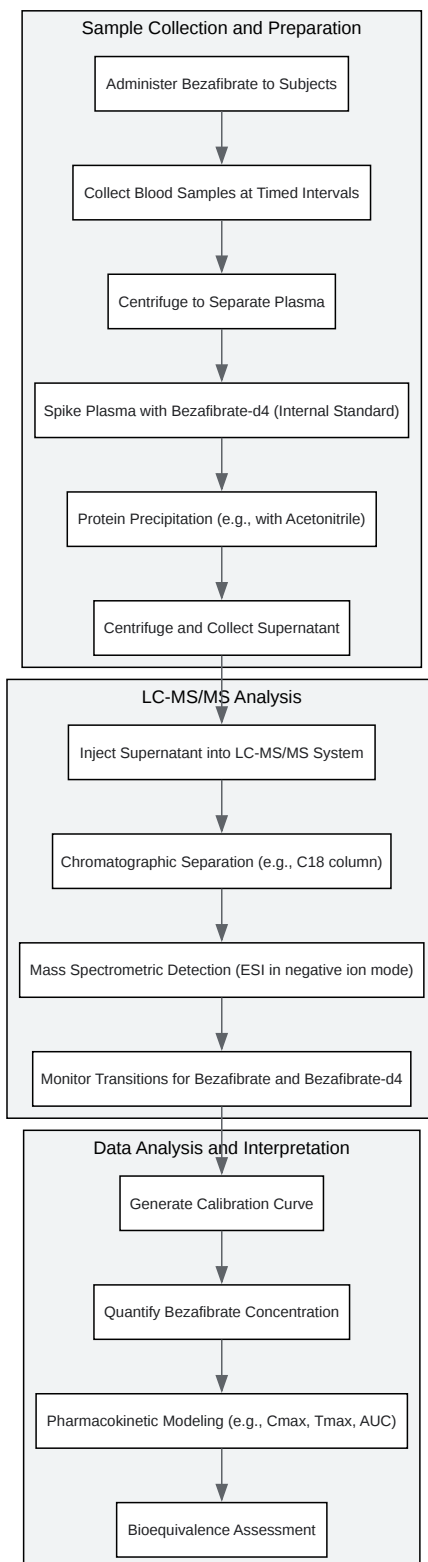 Sample Collection and Preparation
Administer Bezafibrate to Subjects
Collect Blood Samples at Timed Intervals
Centrifuge to Separate Plasma
Spike Plasma with Bezafibrate-d4 (Internal Standard)
Protein Precipitation (e.g., with Acetonitrile)
Centrifuge and Collect Supernatant
LC-MS/MS Analysis
Inject Supernatant into LC-MS/MS System
Chromatographic Separation (e.g., C18 column)
Mass Spectrometric Detection (ESI in negative ion mode)
Monitor Transitions for Bezafibrate and Bezafibrate-d4
Data Analysis and Interpretation
Generate Calibration Curve
Quantify Bezafibrate Concentration
Pharmacokinetic Modeling (e.g., Cmax, Tmax, AUC)
Bioequivalence Assessment